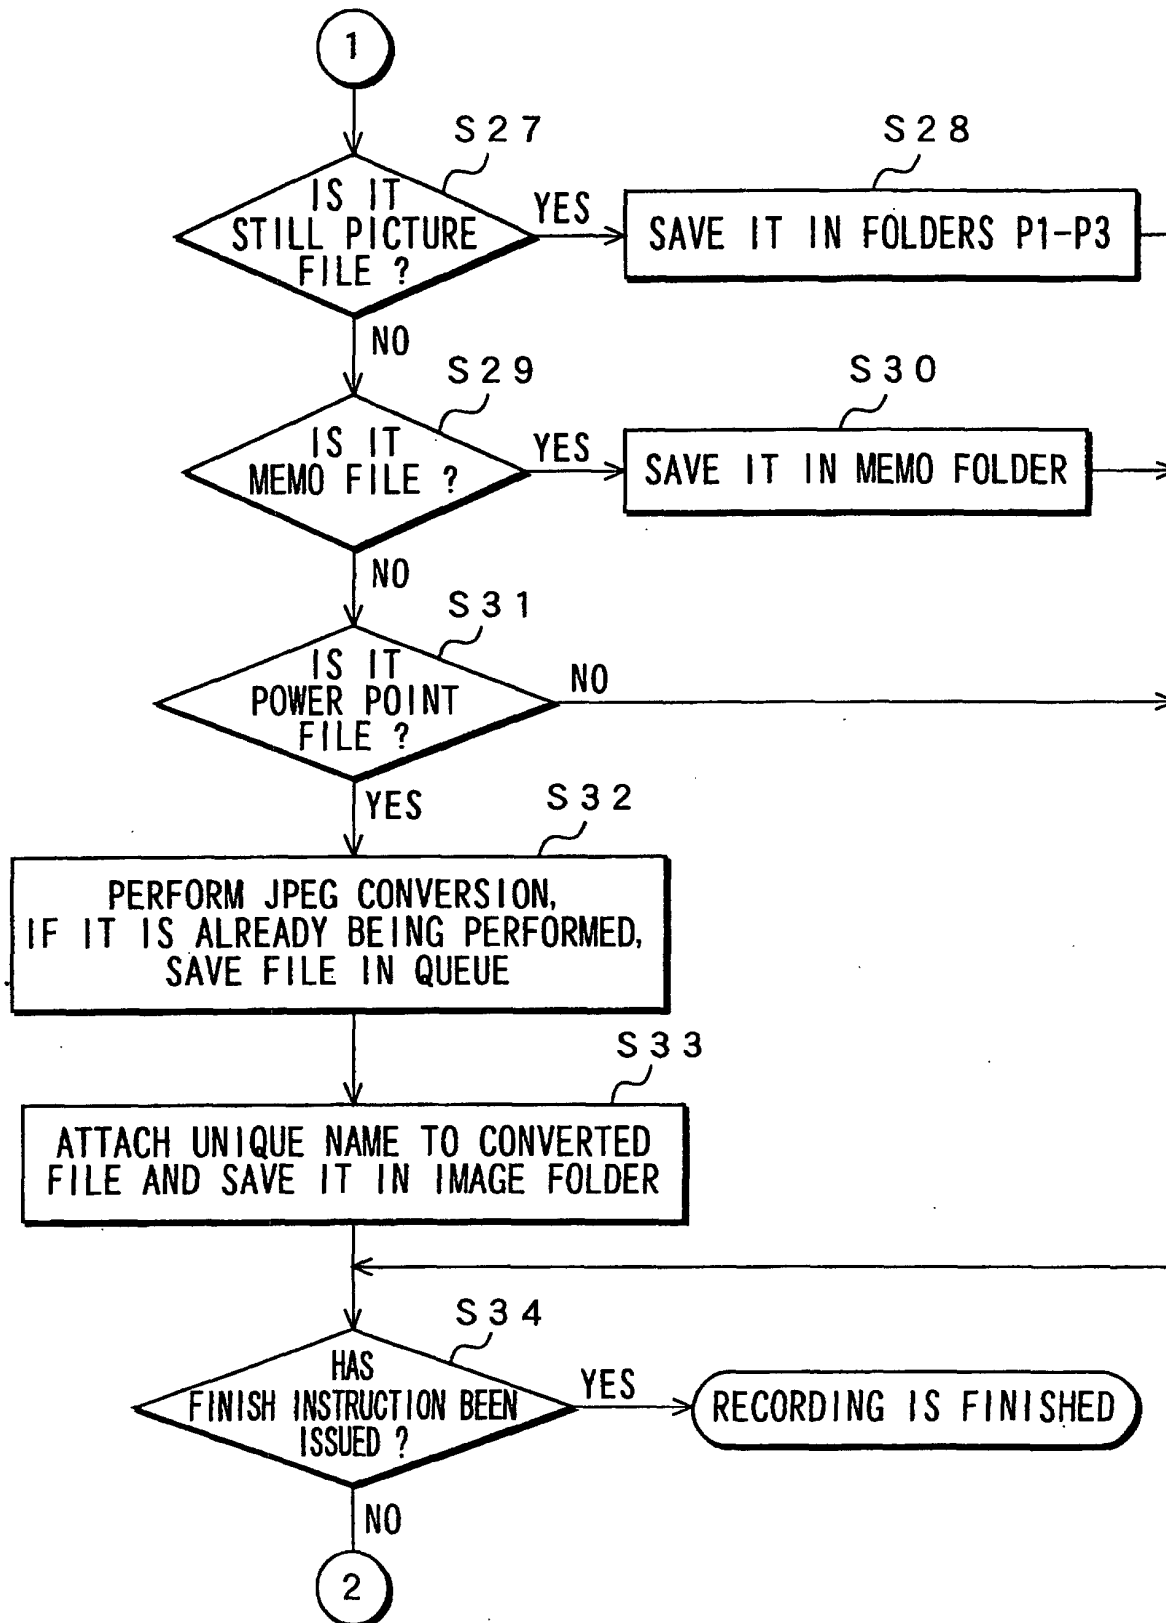 1
S27
IS IT
STILL PICTURE
FILE ?
YES
S28
SAVE IT IN FOLDERS P1-P3
NO
S29
IS IT
MEMO FILE ?
YES
S30
SAVE IT IN MEMO FOLDER
NO
S31
IS IT
POWER POINT
FILE ?
NO
YES
S32
PERFORM JPEG CONVERSION,
IF IT IS ALREADY BEING PERFORMED,
SAVE FILE IN QUEUE
S33
ATTACH UNIQUE NAME TO CONVERTED
FILE AND SAVE IT IN IMAGE FOLDER
S34
HAS
FINISH INSTRUCTION BEEN
ISSUED ?
YES
RECORDING IS FINISHED
NO
2